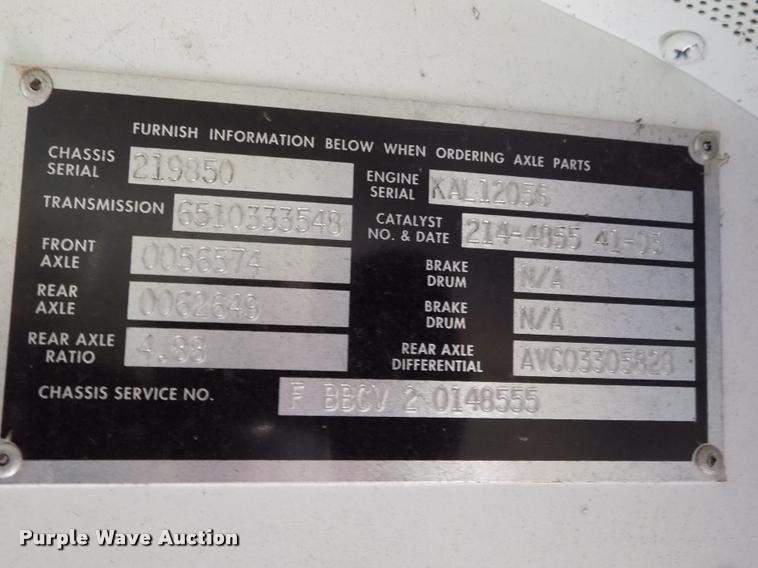 FURNISH INFORMATION BELOW WHEN ORDERING AXLE PARTS
CHASSIS SERIAL 219850
ENGINE SERIAL KAL12056
TRANSMISSION 6510333548
CATALYST NO. & DATE 214-4855 41-03
FRONT AXLE 0056574
BRAKE DRUM N/A
REAR AXLE 0062649
BRAKE DRUM N/A
REAR AXLE RATIO 4.88
REAR AXLE DIFFERENTIAL AVC03305828
CHASSIS SERVICE NO. F BBCV 2 0148555
Purple Wave Auction